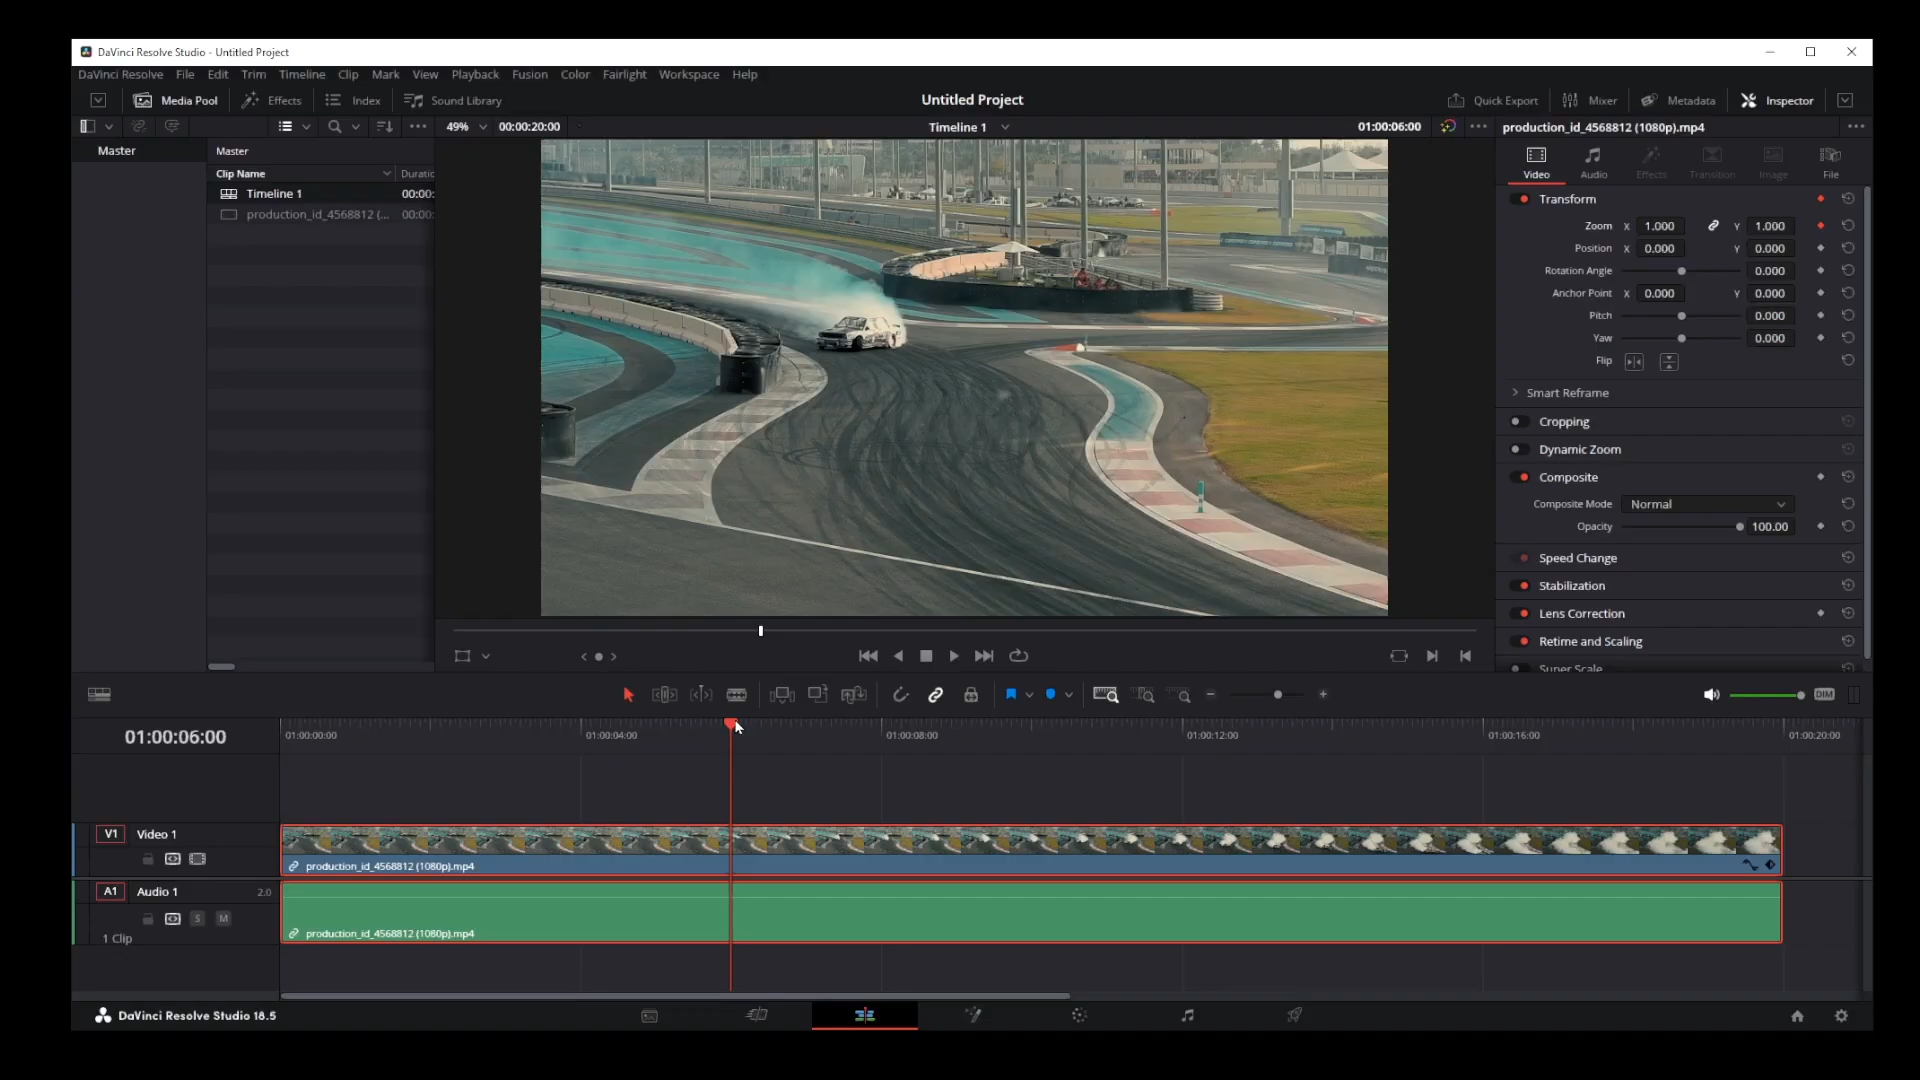 DaVinci Resolve Studio - Untitled Project
DaVinci Resolve File Edit Trim Timeline Clip Mark View Playback Fusion Color Fairlight Workspace Help
Media Pool Effects Index Sound Library Untitled Project Quick Export Mixer Metadata Inspector
49% 00:00:20:00 Timeline 1 01:00:06:00 production_id_4568812 (1080p).mp4
Master Master
Clip Name Duratic
Timeline 1 00:00:
production_id_4568812 (... 00:00:
Video Audio Effects Transition Image File
Transform
Zoom X 1.000 Y 1.000
Position X 0.000 Y 0.000
Rotation Angle 0.000
Anchor Point X 0.000 Y 0.000
Pitch 0.000
Yaw 0.000
Flip
Smart Reframe
Cropping
Dynamic Zoom
Composite
Composite Mode Normal
Opacity 100.00
Speed Change
Stabilization
Lens Correction
Retime and Scaling
Super Scale
DIM
01:00:06:00 01:00:00:00 01:00:04:00 01:00:08:00 01:00:12:00 01:00:16:00 01:00:20:00
V1 Video 1
production_id_4568812 (1080p).mp4
A1 Audio 1 2.0
S M
production_id_4568812 (1080p).mp4
1 Clip
DaVinci Resolve Studio 18.5